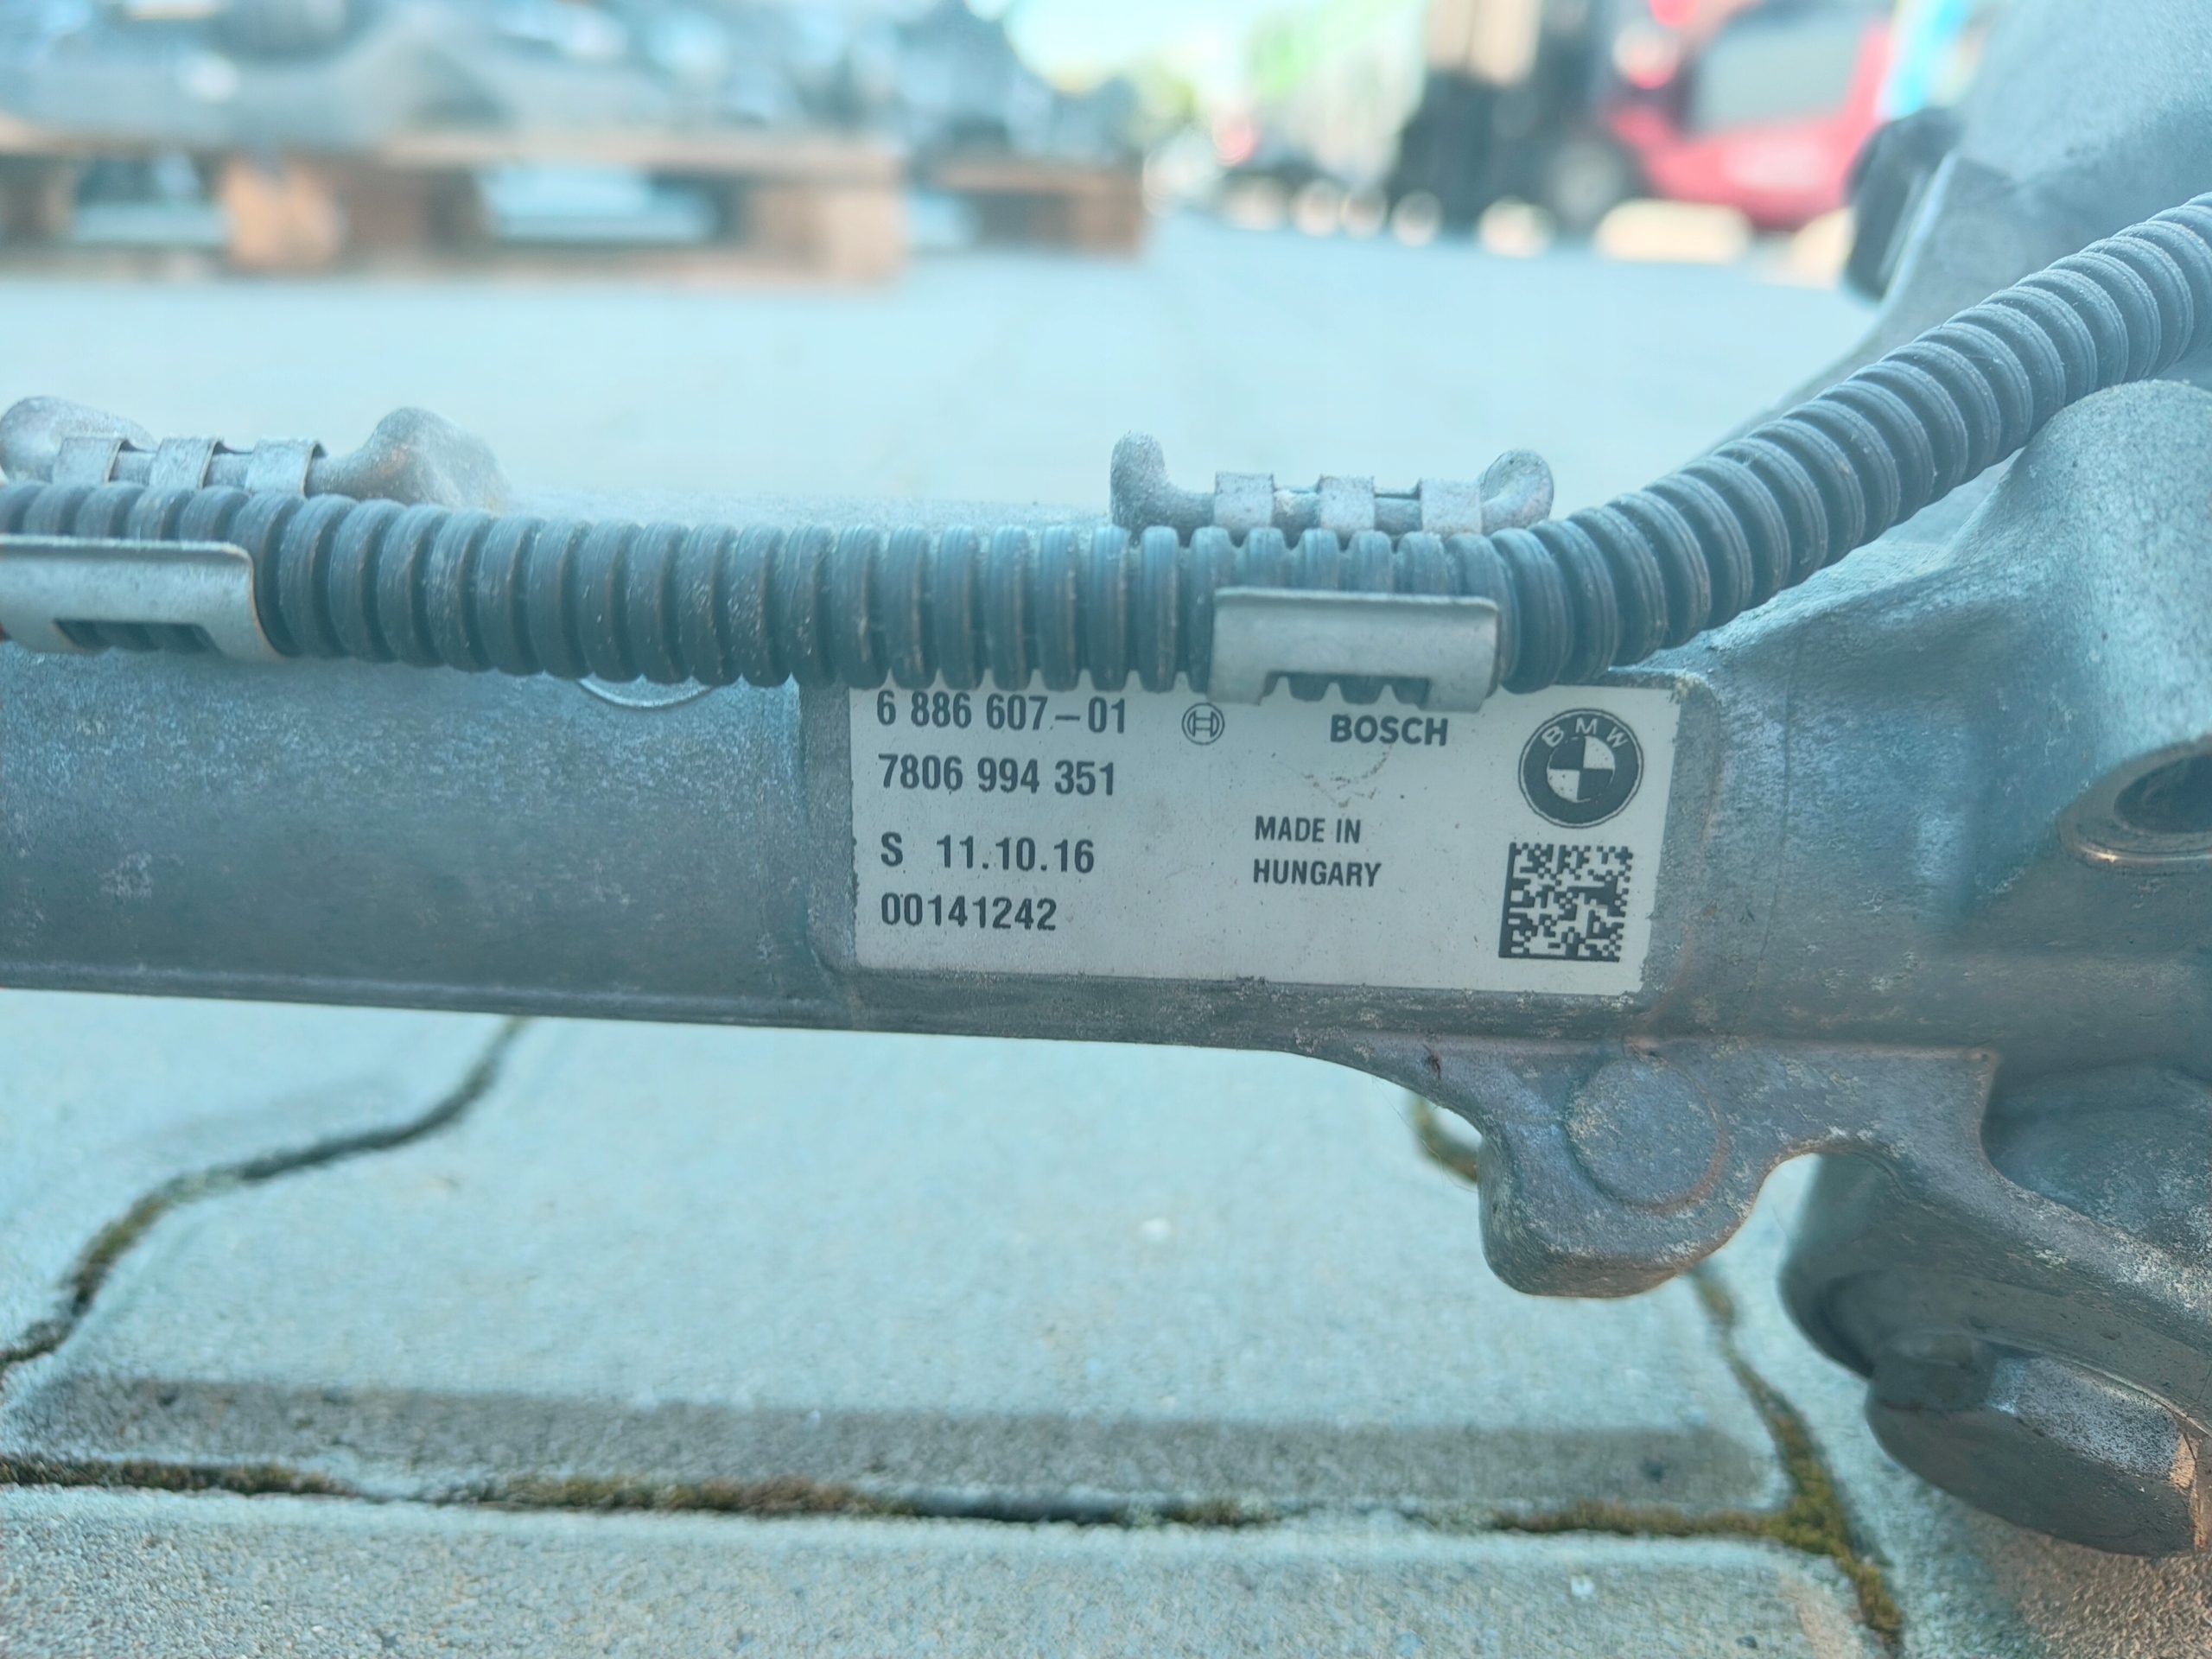 6 886 607-01
BOSCH
BMW
7806 994 351
MADE IN
HUNGARY
S 11.10.16
00141242